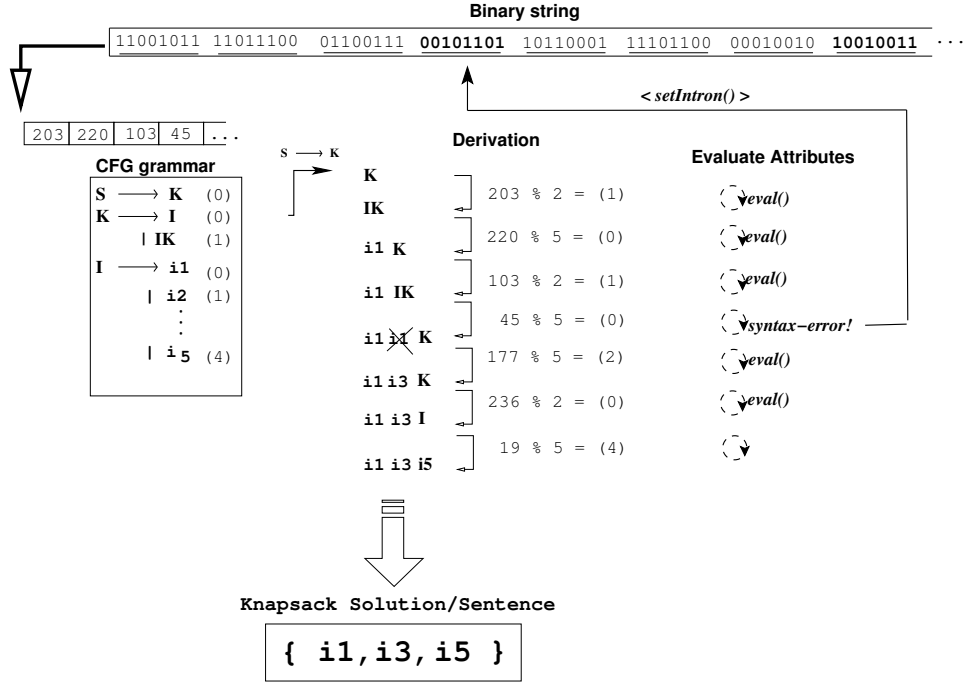 Binary string
11001011 11011100 01100111 00101101 10110001 11101100 00010010 10010011 ...
< setIntron() >
203 220 103 45 ...
CFG grammar
S ⟶ K (0)
K ⟶ I (0)
| IK (1)
I ⟶ i1 (0)
| i2 (1)
⋮
| i5 (4)
S ⟶ K
Derivation
K
IK
i1 K
i1 IK
i1 i1 K
i1 i3 K
i1 i3 I
i1 i3 i5
203 % 2 = (1)
220 % 5 = (0)
103 % 2 = (1)
45 % 5 = (0)
177 % 5 = (2)
236 % 2 = (0)
19 % 5 = (4)
Evaluate Attributes
eval()
eval()
eval()
syntax−error!
eval()
eval()
Knapsack Solution/Sentence
{ i1,i3,i5 }